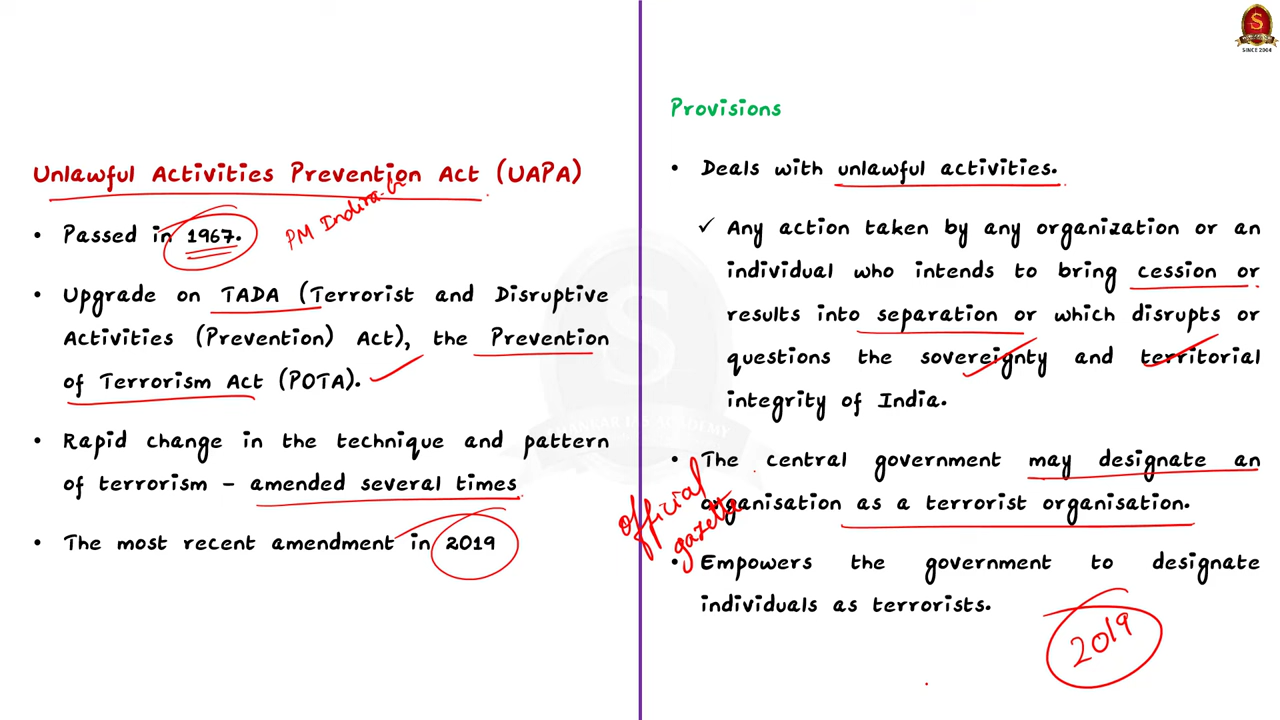 S
SINCE 2004
Unlawful Activities Prevention Act (UAPA)
• Passed in 1967.
PM Indira
• Upgrade on TADA (Terrorist and Disruptive
Activities (Prevention) Act), the Prevention
of Terrorism Act (POTA).
• Rapid change in the technique and pattern
of terrorism – amended several times
• The most recent amendment in 2019
Provisions
• Deals with unlawful activities.
✓ Any action taken by any organization or an
individual who intends to bring cession or
results into separation or which disrupts or
questions the sovereignty and territorial
integrity of India.
• The central government may designate an
organisation as a terrorist organisation.
official
gazette
• Empowers the government to designate
individuals as terrorists.
2019